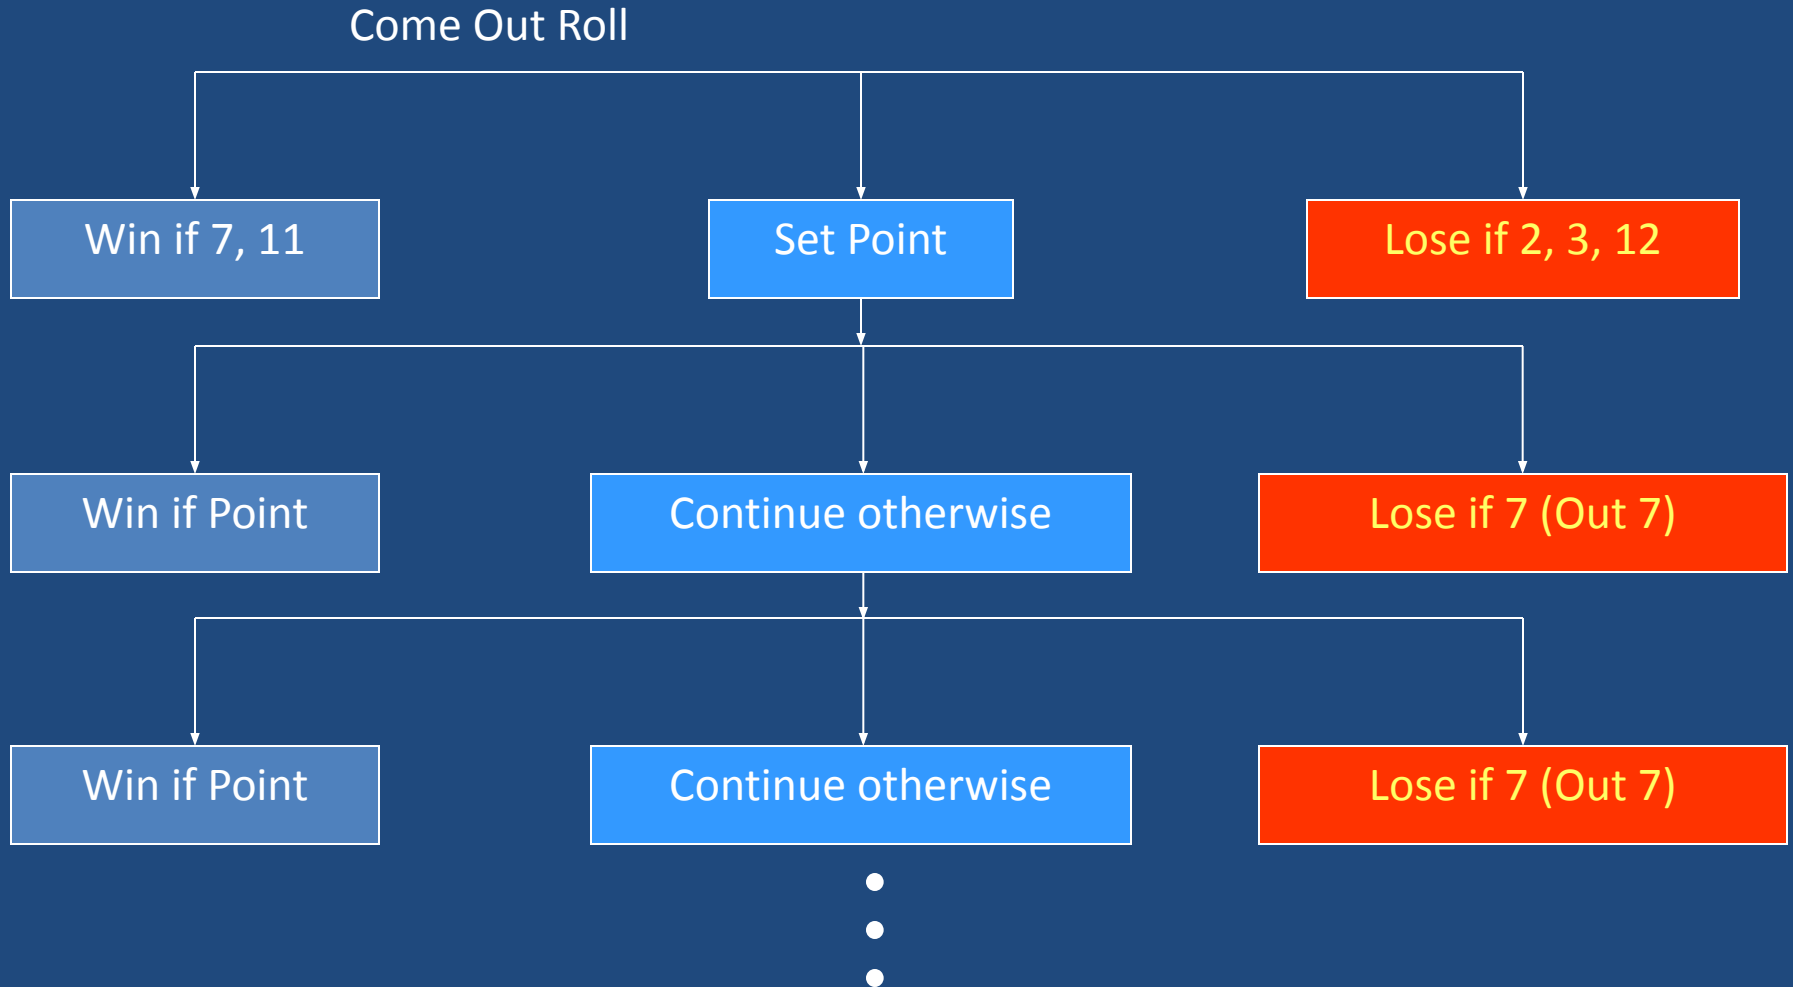 Come Out Roll
Win if 7, 11
Set Point
Lose if 2, 3, 12
Win if Point
Continue otherwise
Lose if 7 (Out 7)
Win if Point
Continue otherwise
Lose if 7 (Out 7)